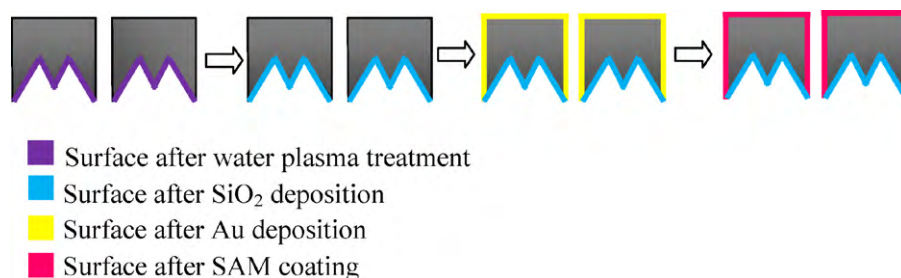 Surface after water plasma treatment
Surface after SiO₂ deposition
Surface after Au deposition
Surface after SAM coating